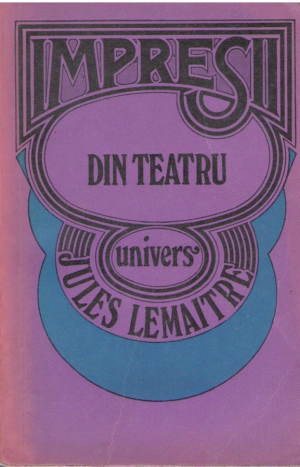 IMPRESII
DIN TEATRU
univers
JULES LEMAITRE